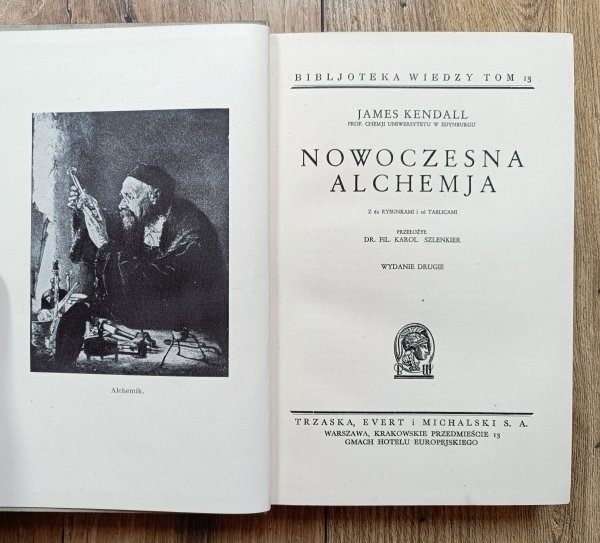 Alchemik.
BIBLJOTEKA WIEDZY TOM 13
JAMES KENDALL
PROF. CHEMJI UNIWERSYTETU W EDYNBURGU
NOWOCZESNA
ALCHEMJA
Z 62 RYSUNKAMI i 16 TABLICAMI
PRZEŁOŻYŁ
DR. FIL. KAROL SZLENKIER
WYDANIE DRUGIE
B W
TRZASKA, EVERT i MICHALSKI S. A.
WARSZAWA, KRAKOWSKIE PRZEDMIEŚCIE 13
GMACH HOTELU EUROPEJSKIEGO